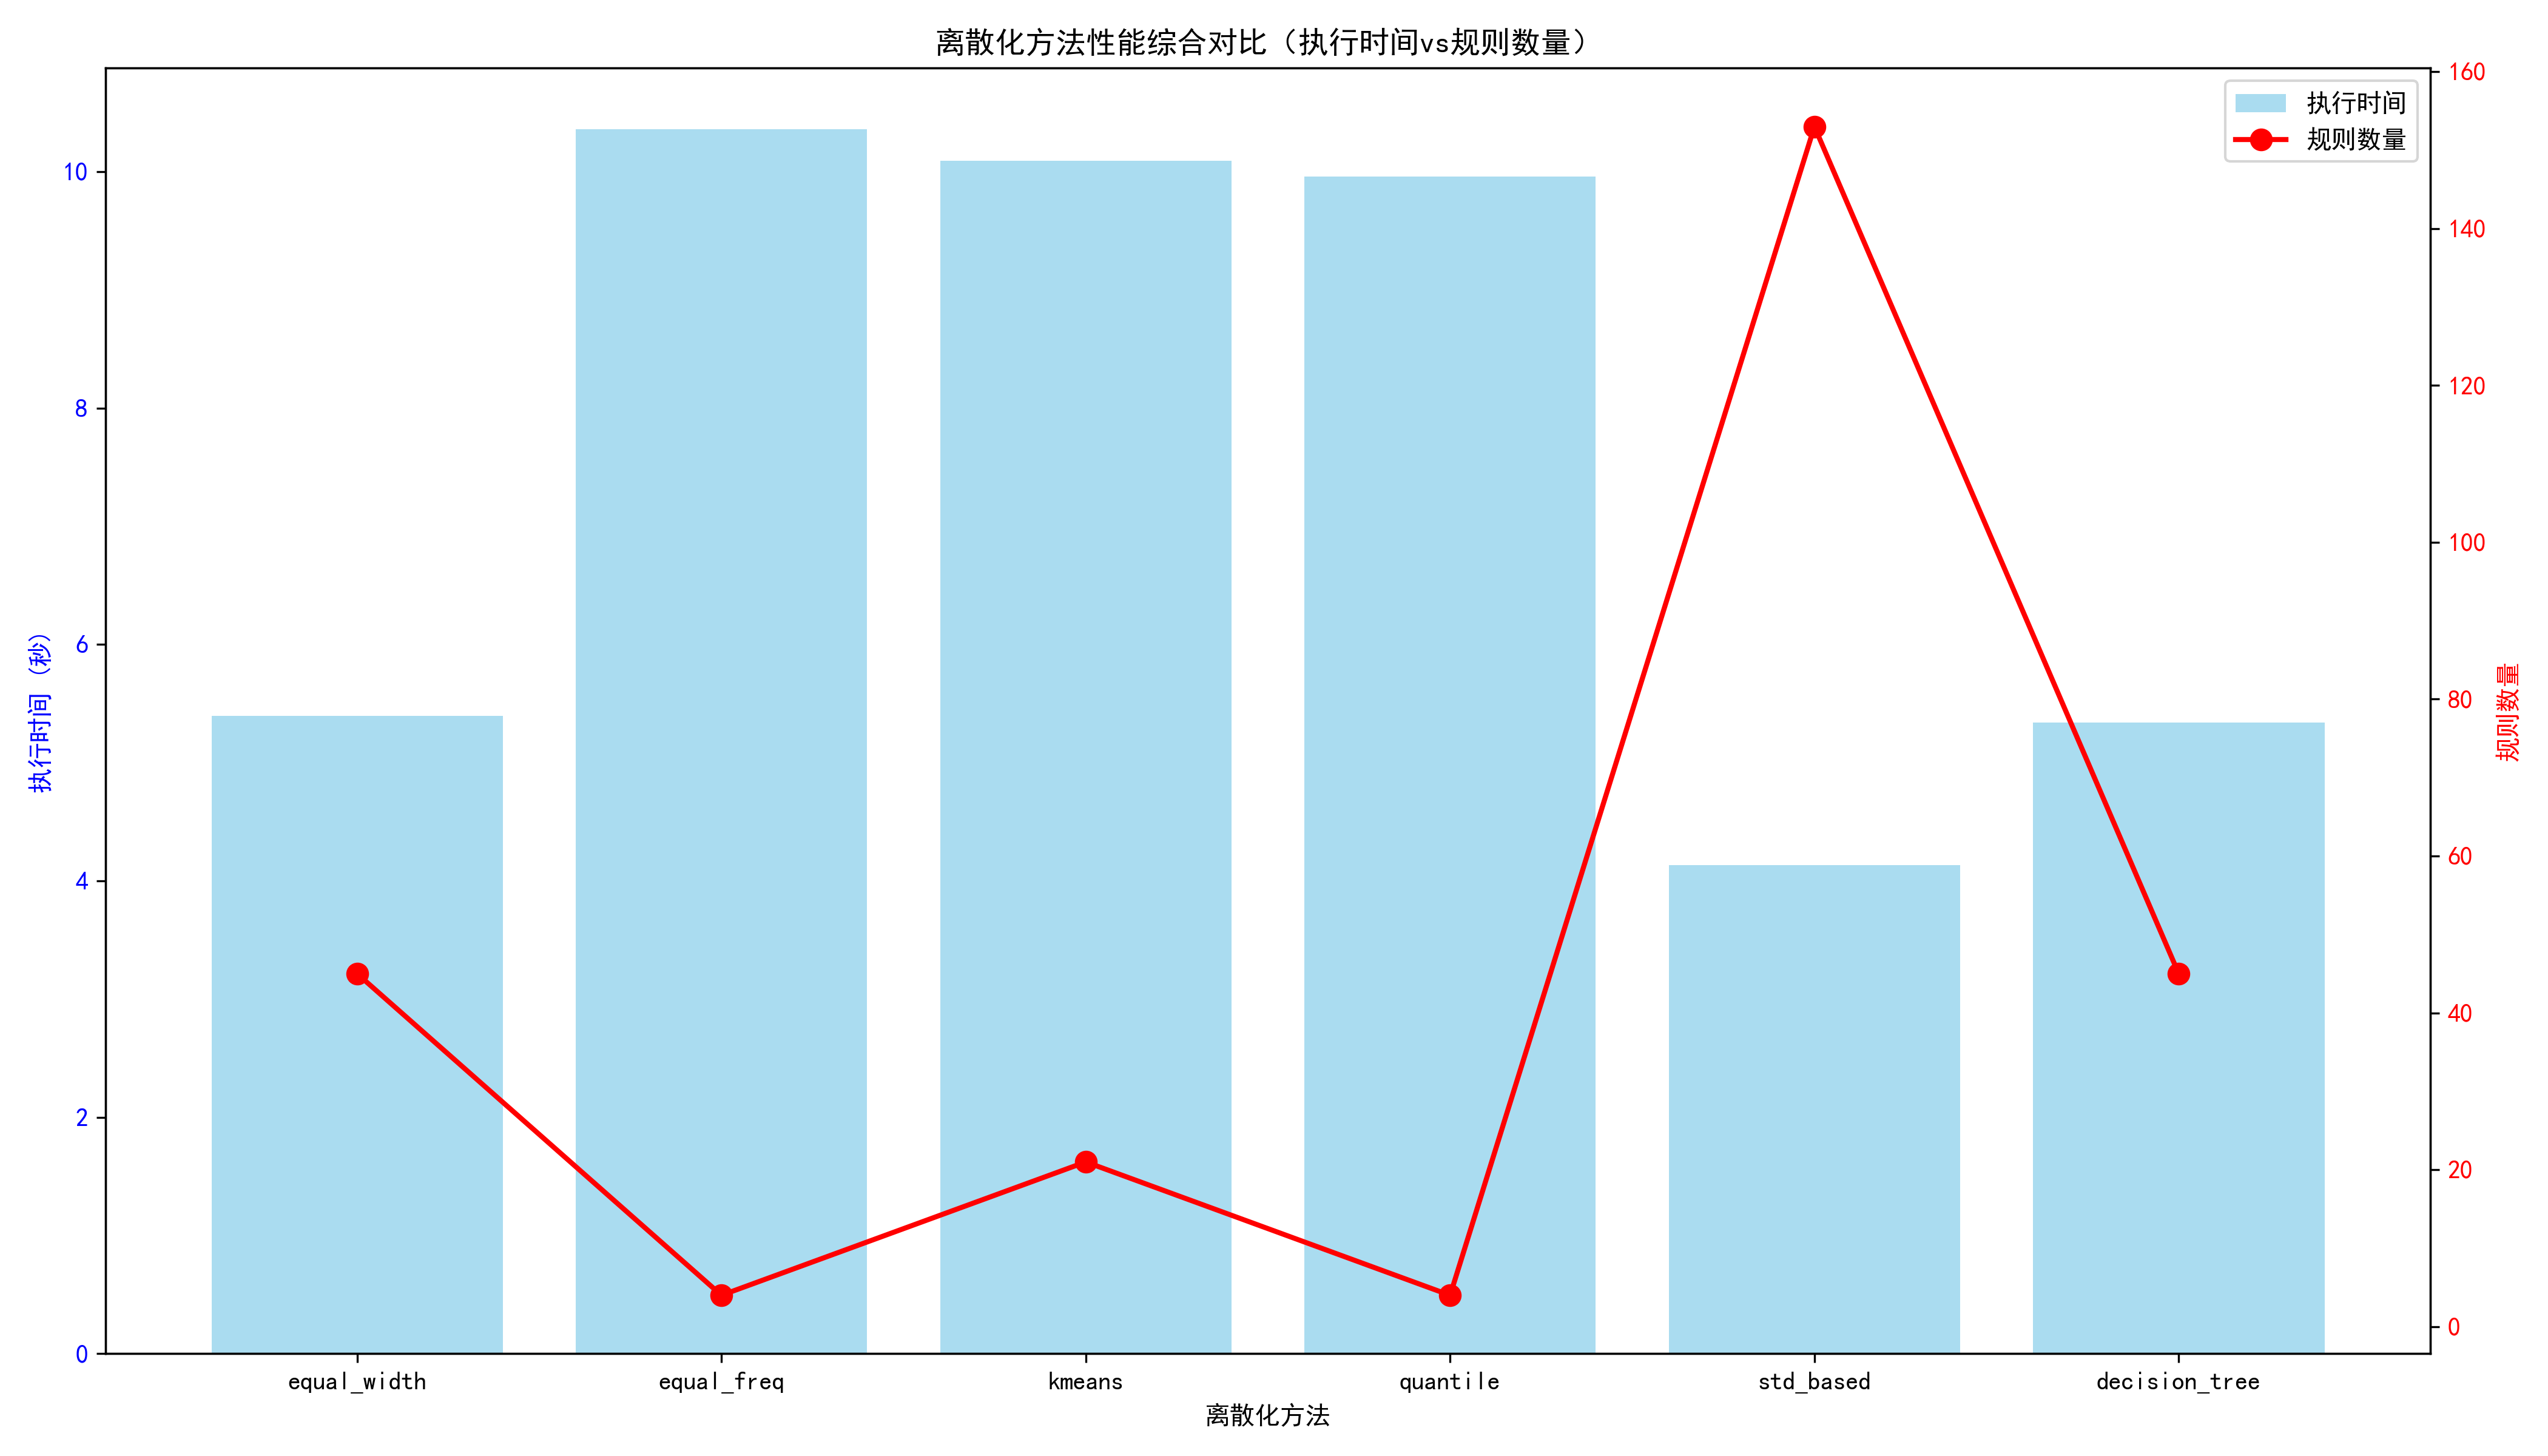 离散化方法性能综合对比（执行时间vs规则数量）
执行时间
规则数量
10
8
6
4
2
0
执行时间（秒）
160
140
120
100
80
60
40
20
0
规则数量
equal_width
equal_freq
kmeans
quantile
std_based
decision_tree
离散化方法